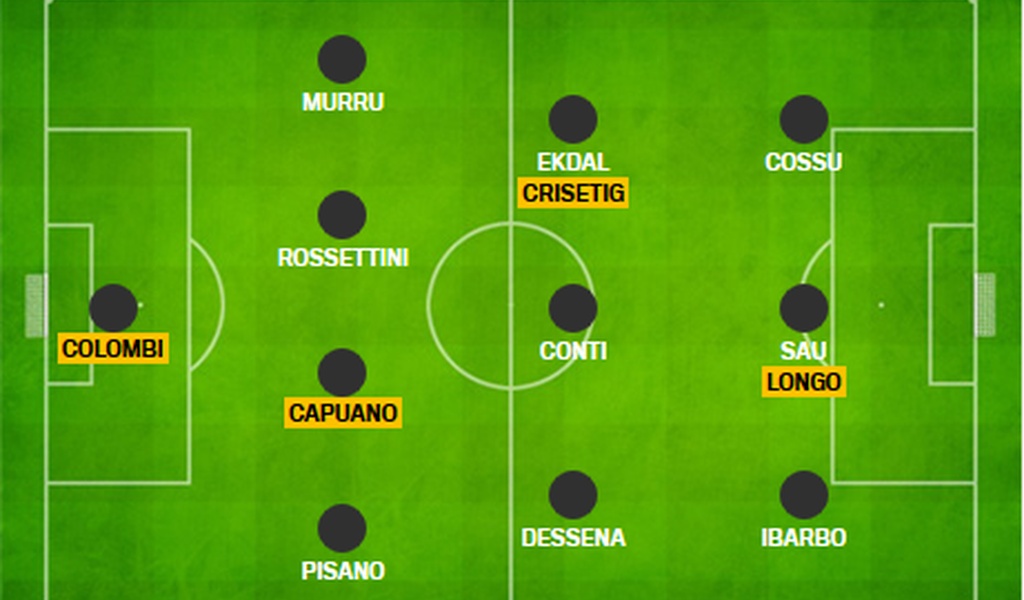 MURRU
ROSSETTINI
COLOMBI
CAPUANO
PISANO
EKDAL
CRISETIG
CONTI
DESSENA
COSSU
SAU
LONGO
IBARBO